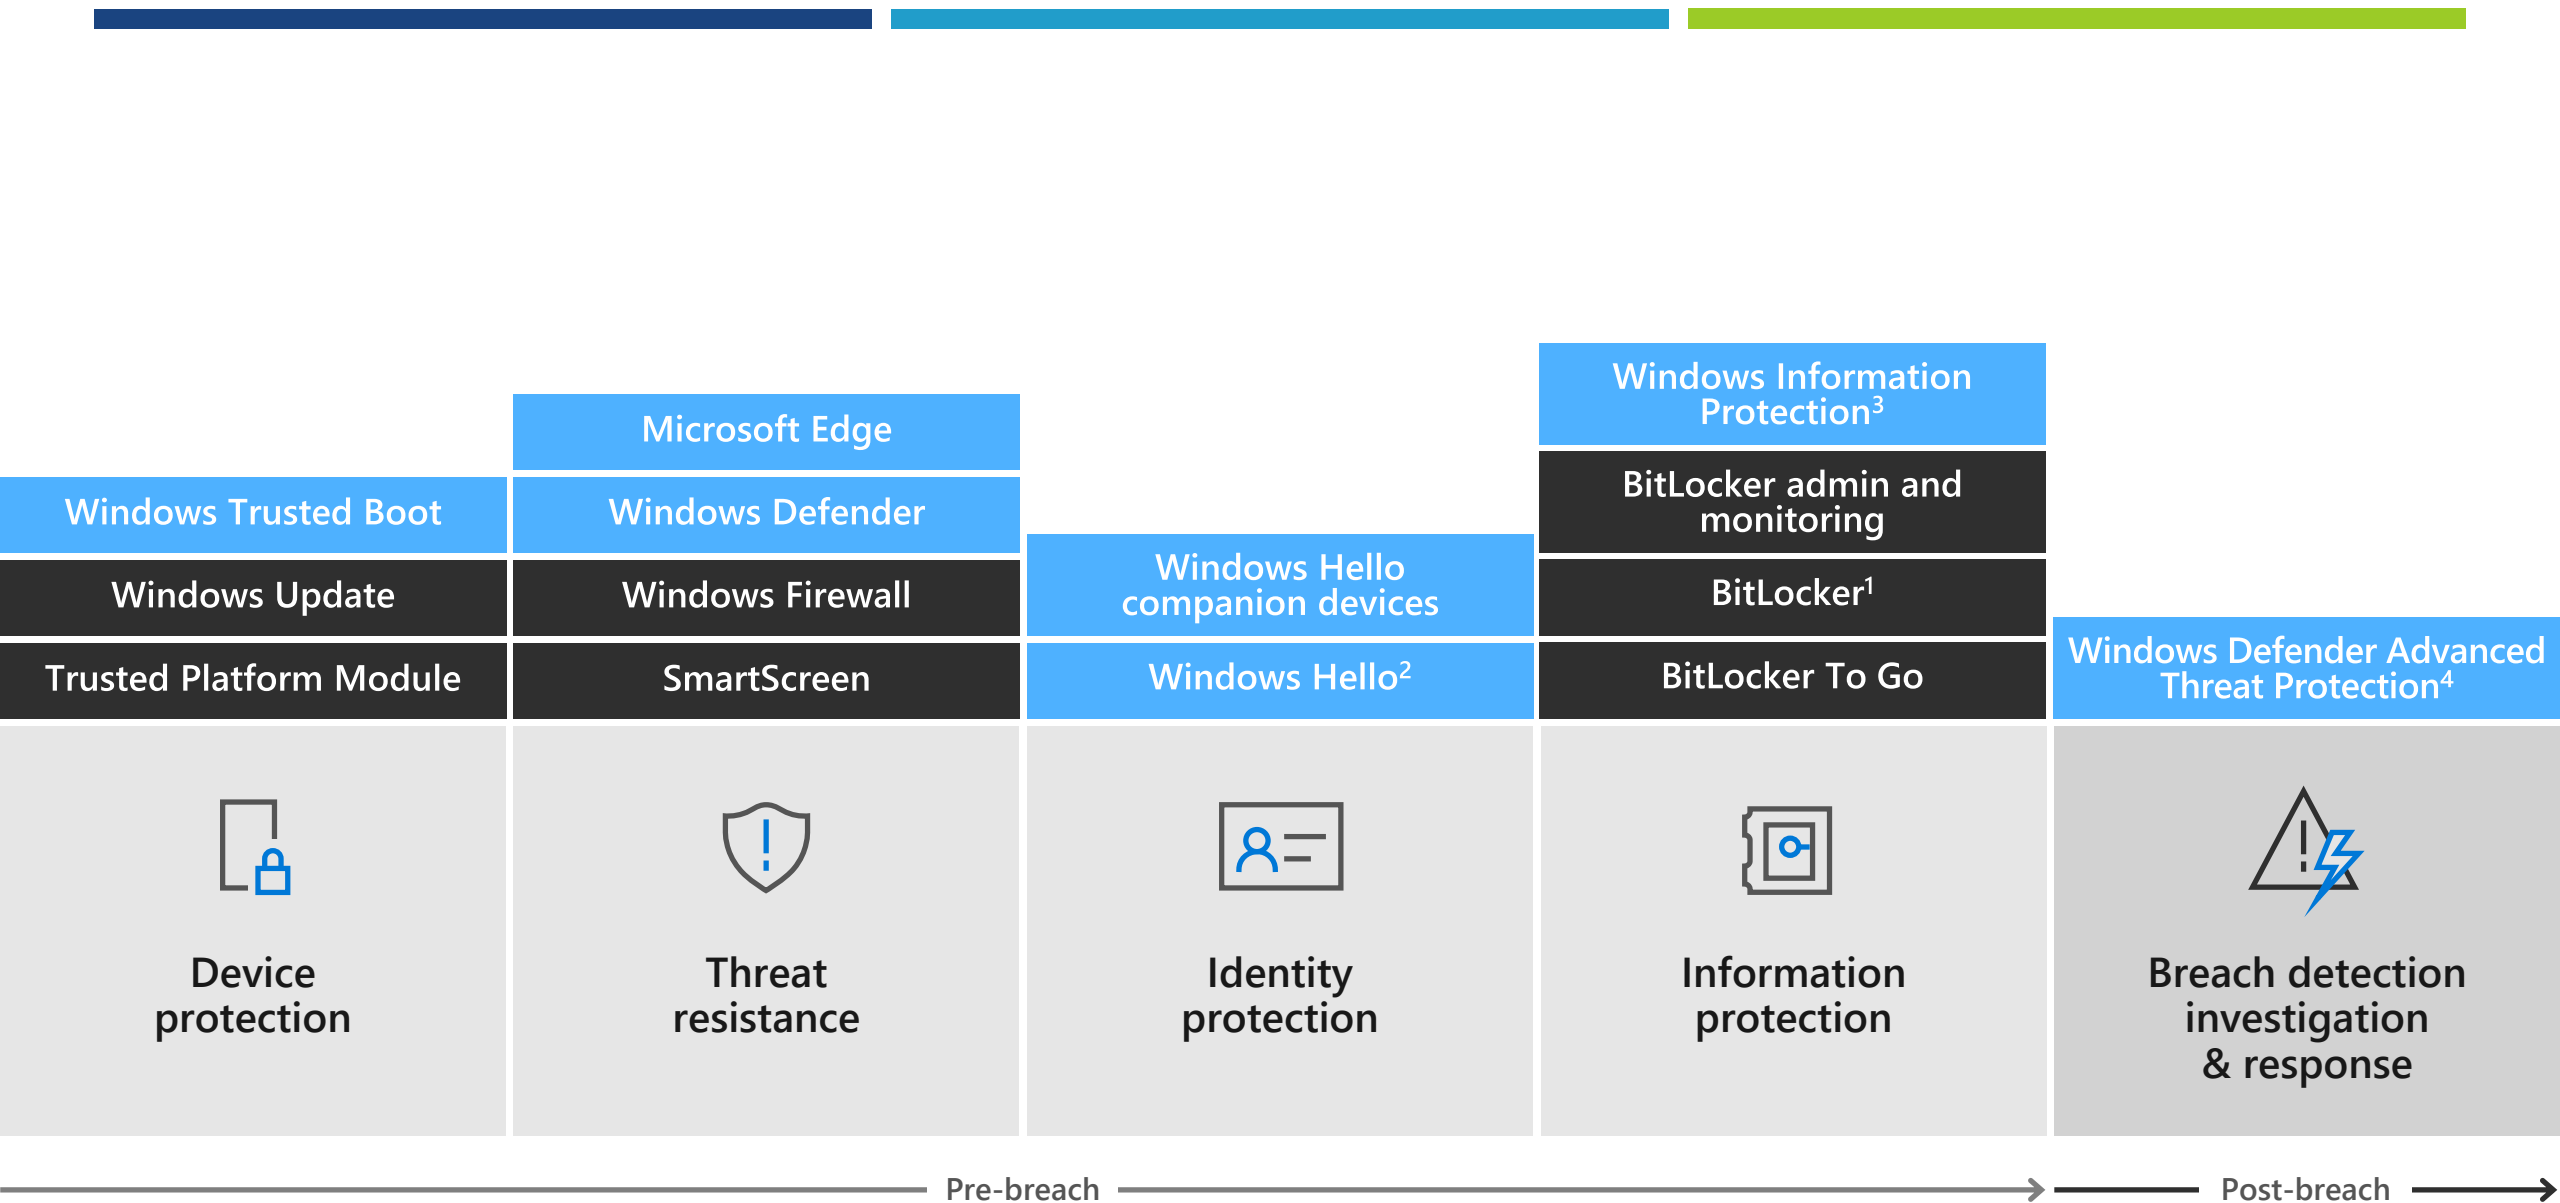 Windows Trusted Boot
Windows Update
Trusted Platform Module
Device
protection
Microsoft Edge
Windows Defender
Windows Firewall
SmartScreen
Threat
resistance
Windows Hello
companion devices
Windows Hello²
Identity
protection
Windows Information
Protection³
BitLocker admin and
monitoring
BitLocker¹
BitLocker To Go
Information
protection
Windows Defender Advanced
Threat Protection⁴
Breach detection
investigation
& response
Pre-breach
Post-breach